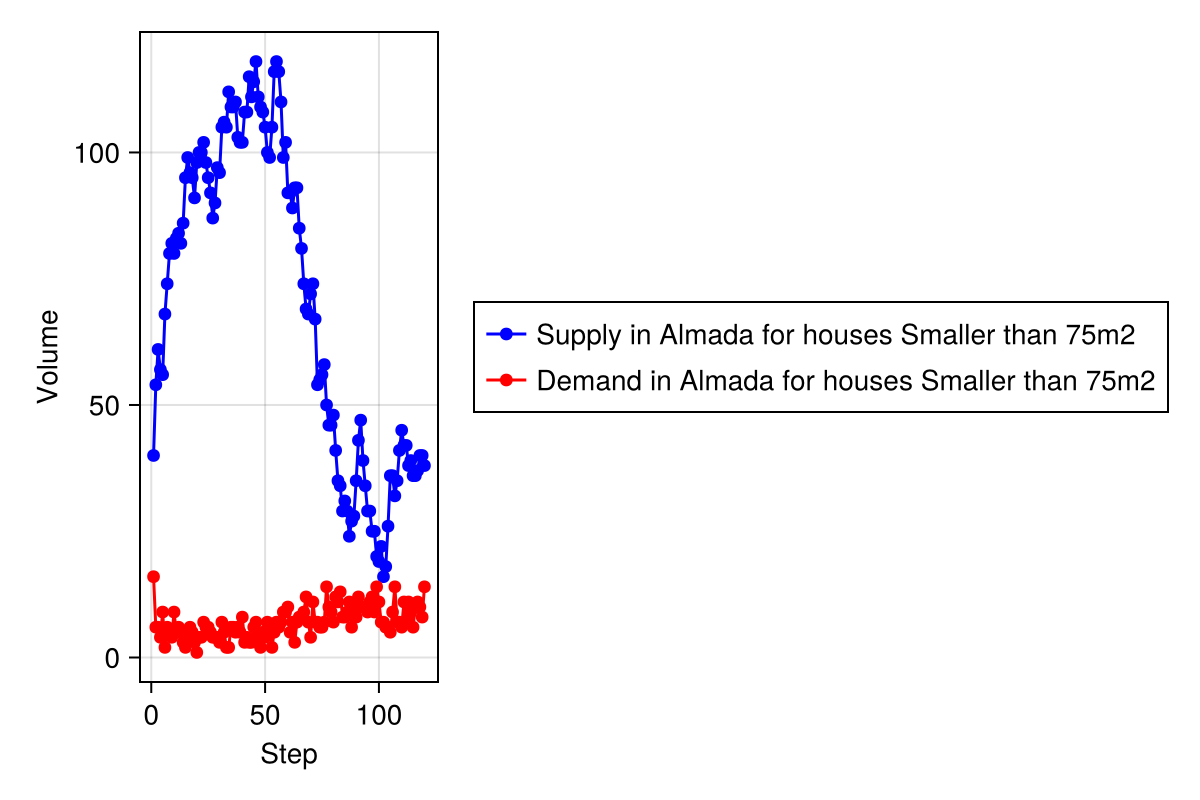 100
50
0
Volume
0 50 100
Step
Supply in Almada for houses Smaller than 75m2
Demand in Almada for houses Smaller than 75m2